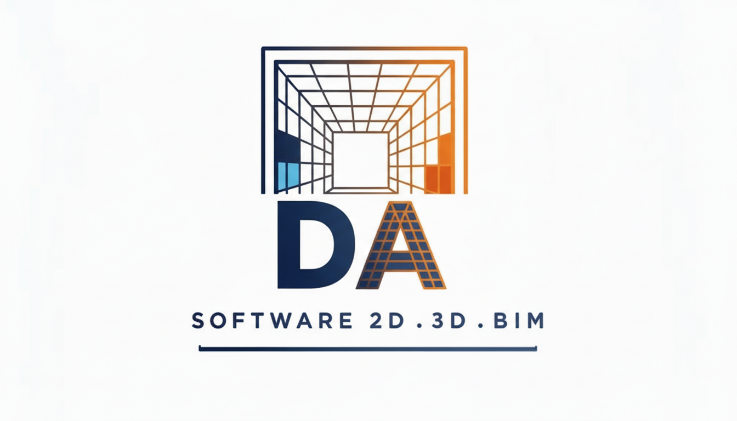 DA
SOFTWARE 2D . 3D . BIM